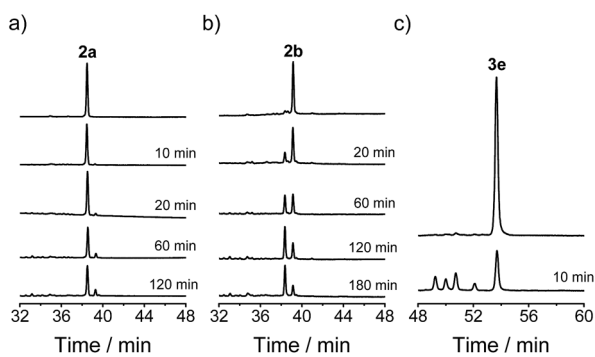 a)
2a
10 min
20 min
60 min
120 min
32 36 40 44 48
Time / min
b)
2b
20 min
60 min
120 min
180 min
32 36 40 44 48
Time / min
c)
3e
10 min
48 52 56 60
Time / min